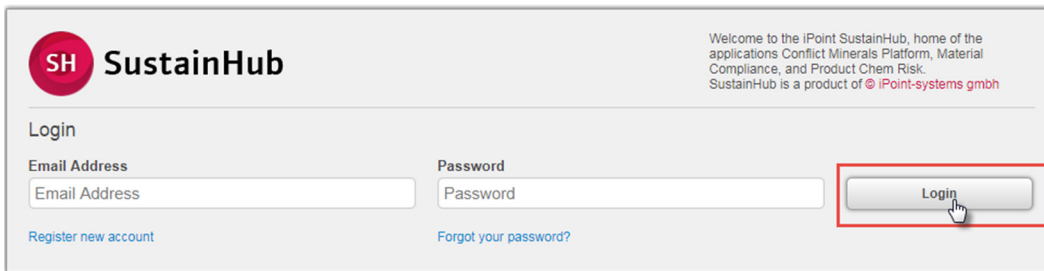 SH
SustainHub
Welcome to the iPoint SustainHub, home of the
applications Conflict Minerals Platform, Material
Compliance, and Product Chem Risk.
SustainHub is a product of © iPoint-systems gmbh
Login
Email Address
Password
Email Address
Password
Login
Register new account
Forgot your password?